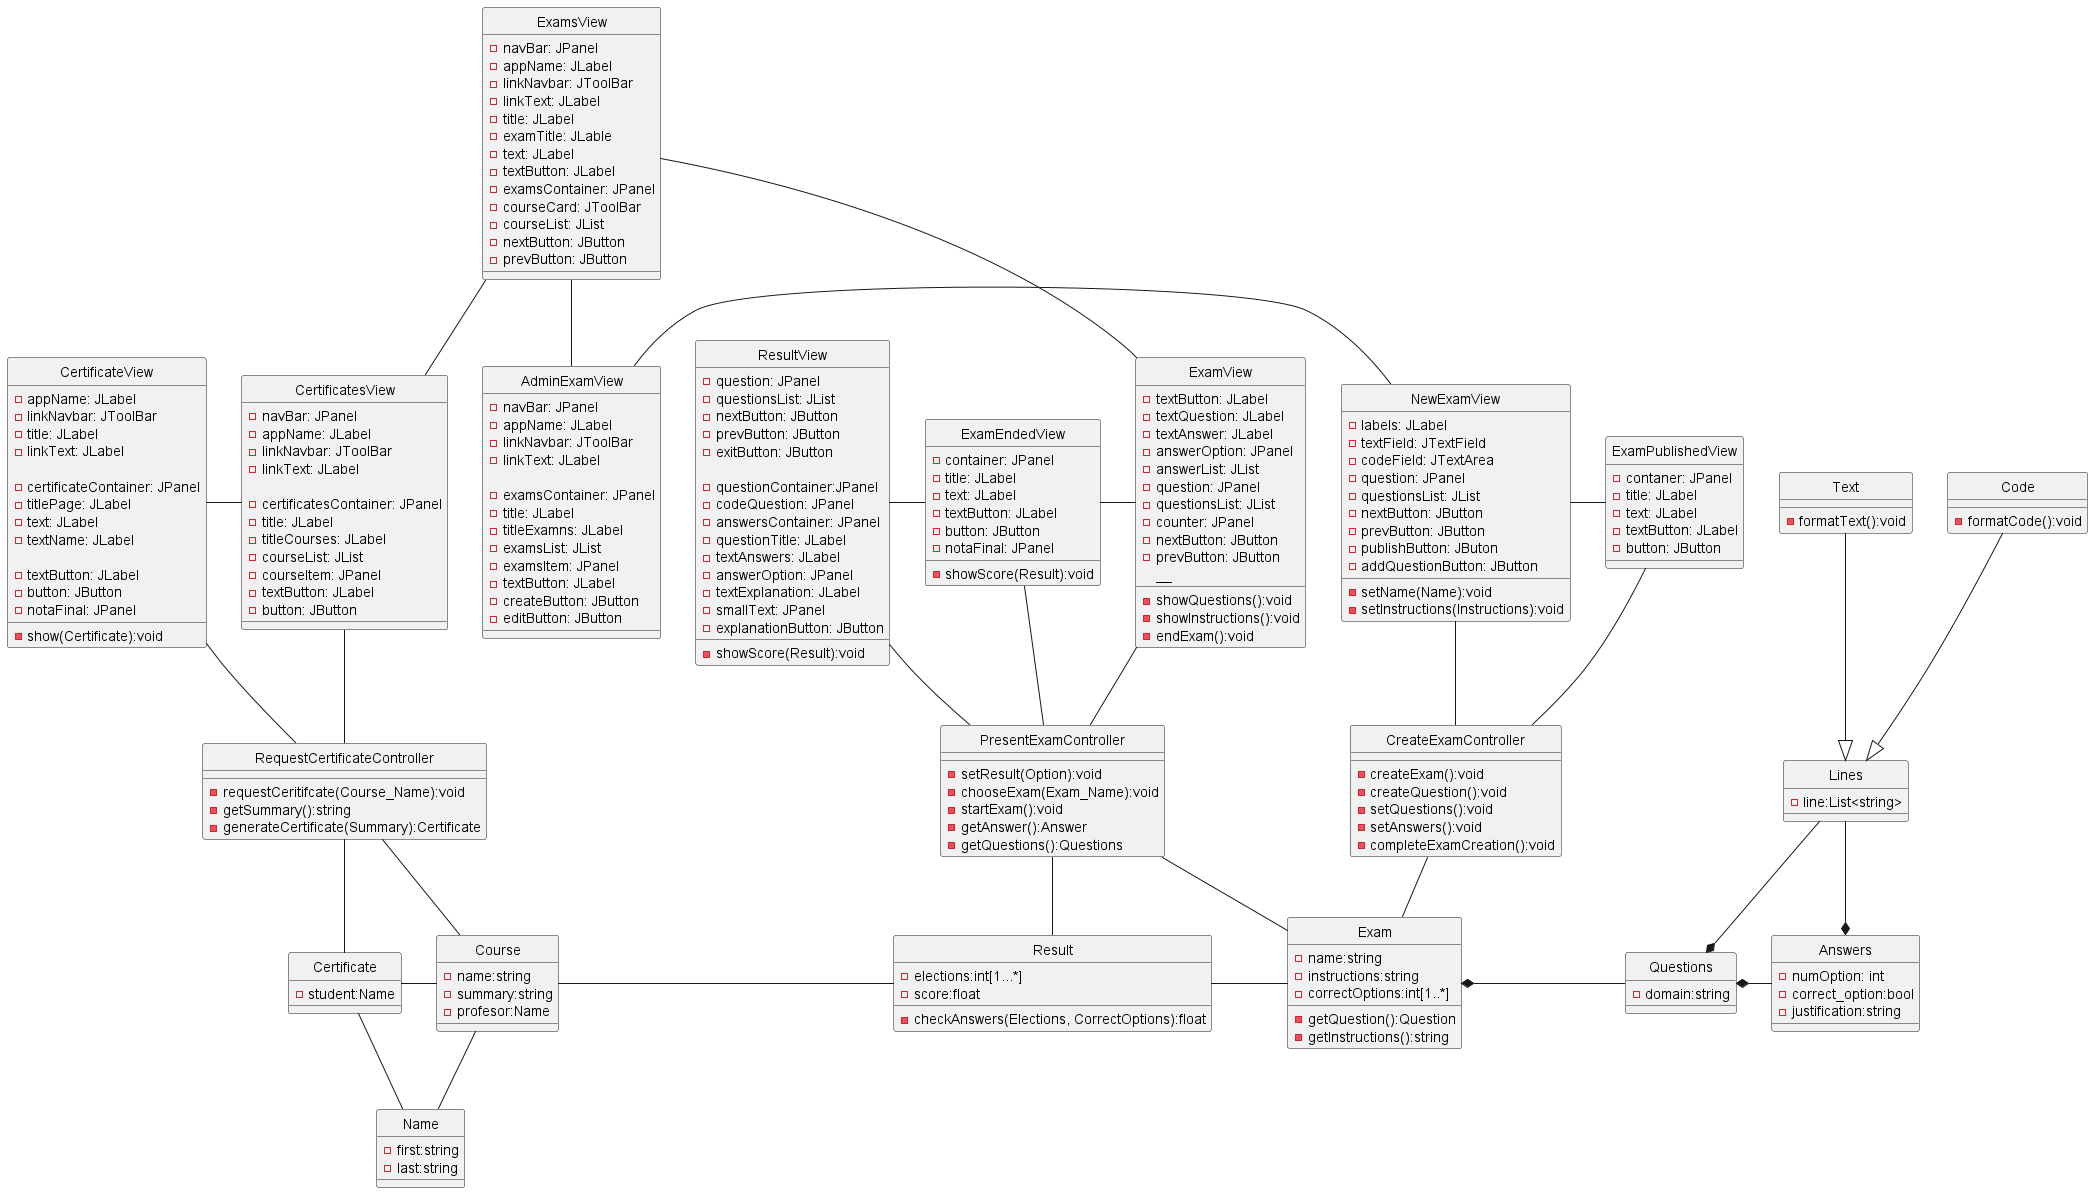 ExamsView
navBar: JPanel
appName: JLabel
linkNavbar: JToolBar
linkText: JLabel
title: JLabel
examTitle: JLable
text: JLabel
textButton: JLabel
examsContainer: JPanel
courseCard: JToolBar
courseList: JList
nextButton: JButton
prevButton: JButton
CertificateView
appName: JLabel
linkNavbar: JToolBar
title: JLabel
linkText: JLabel
certificateContainer: JPanel
titlePage: JLabel
text: JLabel
textName: JLabel
textButton: JLabel
button: JButton
notaFinal: JPanel
show(Certificate):void
CertificatesView
navBar: JPanel
appName: JLabel
linkNavbar: JToolBar
linkText: JLabel
certificatesContainer: JPanel
title: JLabel
titleCourses: JLabel
courseList: JList
courseItem: JPanel
textButton: JLabel
button: JButton
AdminExamView
navBar: JPanel
appName: JLabel
linkNavbar: JToolBar
linkText: JLabel
examsContainer: JPanel
title: JLabel
titleExamns: JLabel
examsList: JList
examsItem: JPanel
textButton: JLabel
createButton: JButton
editButton: JButton
ResultView
question: JPanel
questionsList: JList
nextButton: JButton
prevButton: JButton
exitButton: JButton
questionContainer:JPanel
codeQuestion: JPanel
answersContainer: JPanel
questionTitle: JLabel
textAnswers: JLabel
answerOption: JPanel
textExplanation: JLabel
smallText: JPanel
explanationButton: JButton
showScore(Result):void
ExamEndedView
container: JPanel
title: JLabel
text: JLabel
textButton: JLabel
button: JButton
notaFinal: JPanel
showScore(Result):void
ExamView
textButton: JLabel
textQuestion: JLabel
textAnswer: JLabel
answerOption: JPanel
answerList: JList
question: JPanel
questionsList: JList
counter: JPanel
nextButton: JButton
prevButton: JButton
__
showQuestions():void
showInstructions():void
endExam():void
NewExamView
labels: JLabel
textField: JTextField
codeField: JTextArea
question: JPanel
questionsList: JList
nextButton: JButton
prevButton: JButton
publishButton: JButon
addQuestionButton: JButton
setName(Name):void
setInstructions(Instructions):void
ExamPublishedView
contaner: JPanel
title: JLabel
text: JLabel
textButton: JLabel
button: JButton
Text
formatText():void
Code
formatCode():void
RequestCertificateController
requestCeritifcate(Course_Name):void
getSummary():string
generateCertificate(Summary):Certificate
PresentExamController
setResult(Option):void
chooseExam(Exam_Name):void
startExam():void
getAnswer():Answer
getQuestions():Questions
CreateExamController
createExam():void
createQuestion():void
setQuestions():void
setAnswers():void
completeExamCreation():void
Lines
line:List<string>
Certificate
student:Name
Course
name:string
summary:string
profesor:Name
Result
elections:int[1...*]
score:float
checkAnswers(Elections, CorrectOptions):float
Exam
name:string
instructions:string
correctOptions:int[1..*]
getQuestion():Question
getInstructions():string
Questions
domain:string
Answers
numOption: int
correct_option:bool
justification:string
Name
first:string
last:string